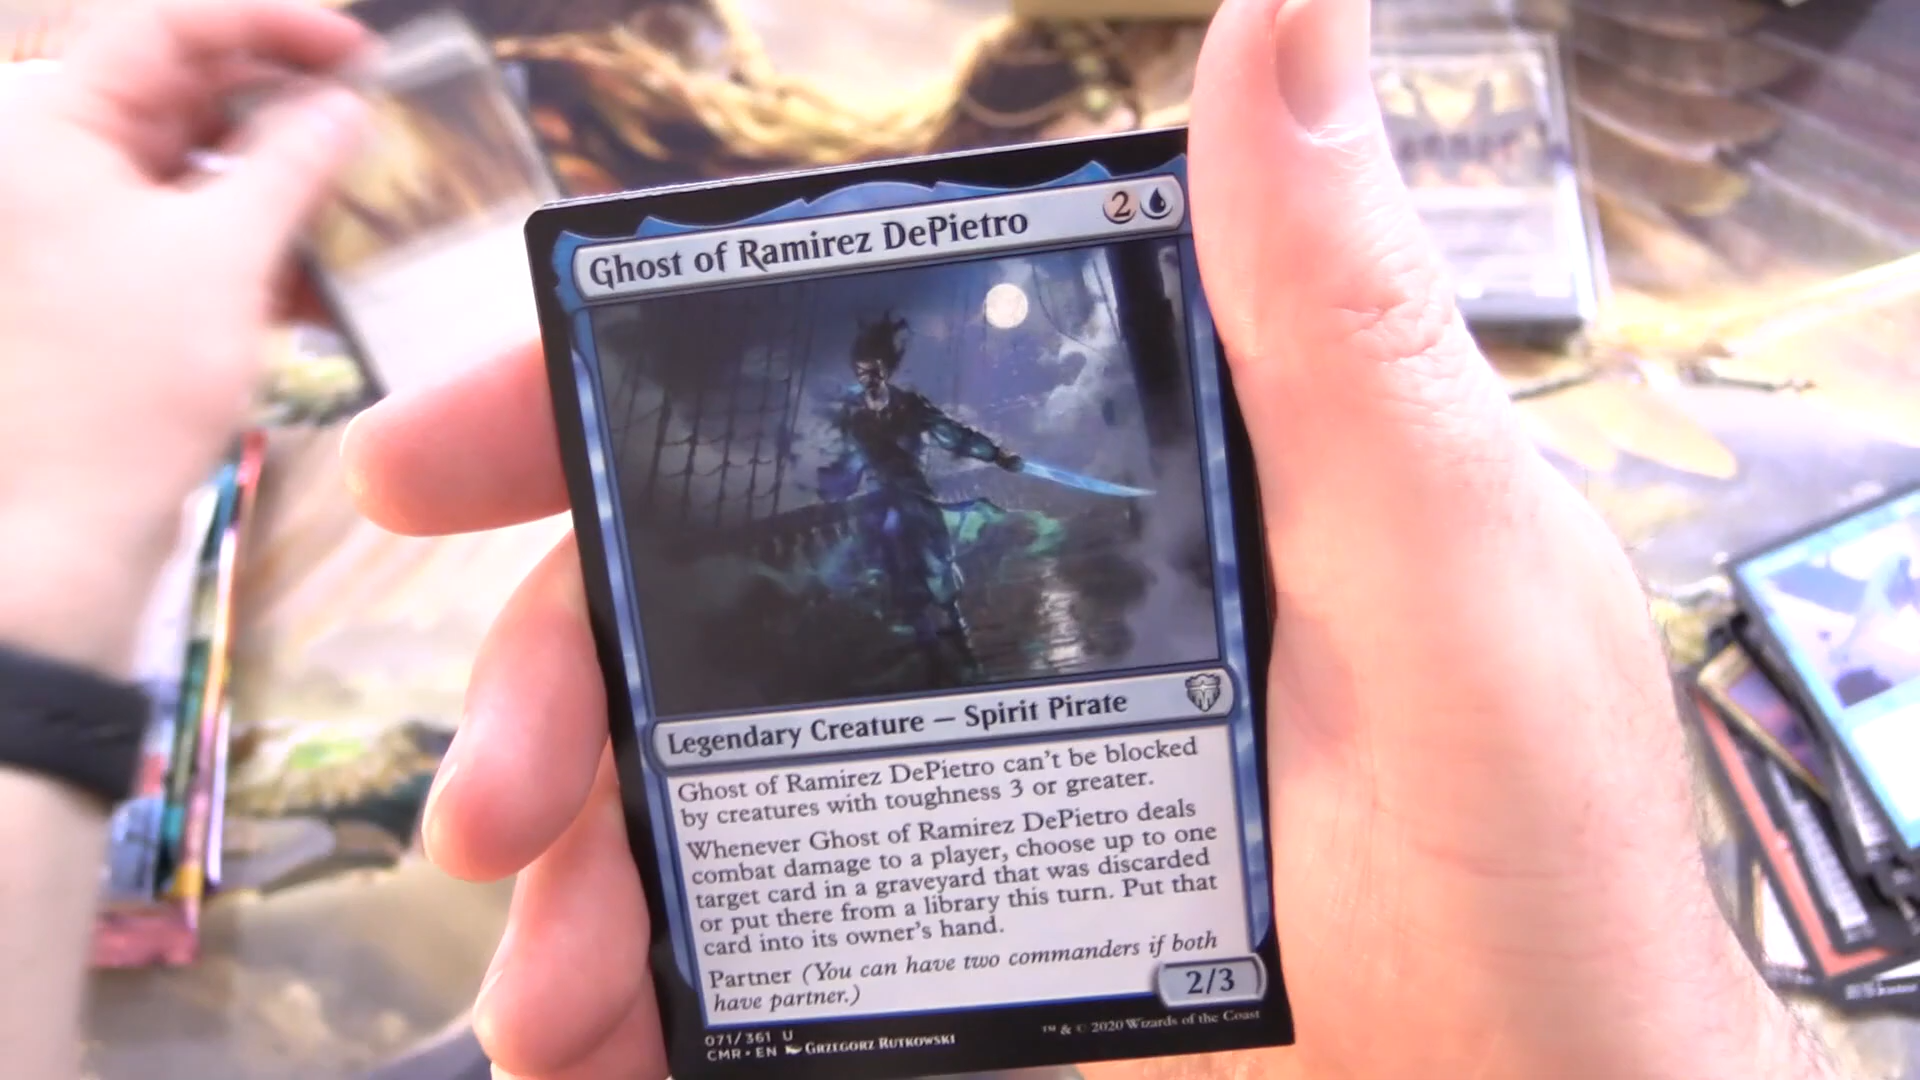 Ghost of Ramirez DePietro 2
Legendary Creature — Spirit Pirate
Ghost of Ramirez DePietro can't be blocked
by creatures with toughness 3 or greater.
Whenever Ghost of Ramirez DePietro deals
combat damage to a player, choose up to one
target card in a graveyard that was discarded
or put there from a library this turn. Put that
card into its owner's hand.
Partner (You can have two commanders if both
have partner.)
2/3
071/361 U
CMR • EN Grzegorz Rutkowski
™ & © 2020 Wizards of the Coast